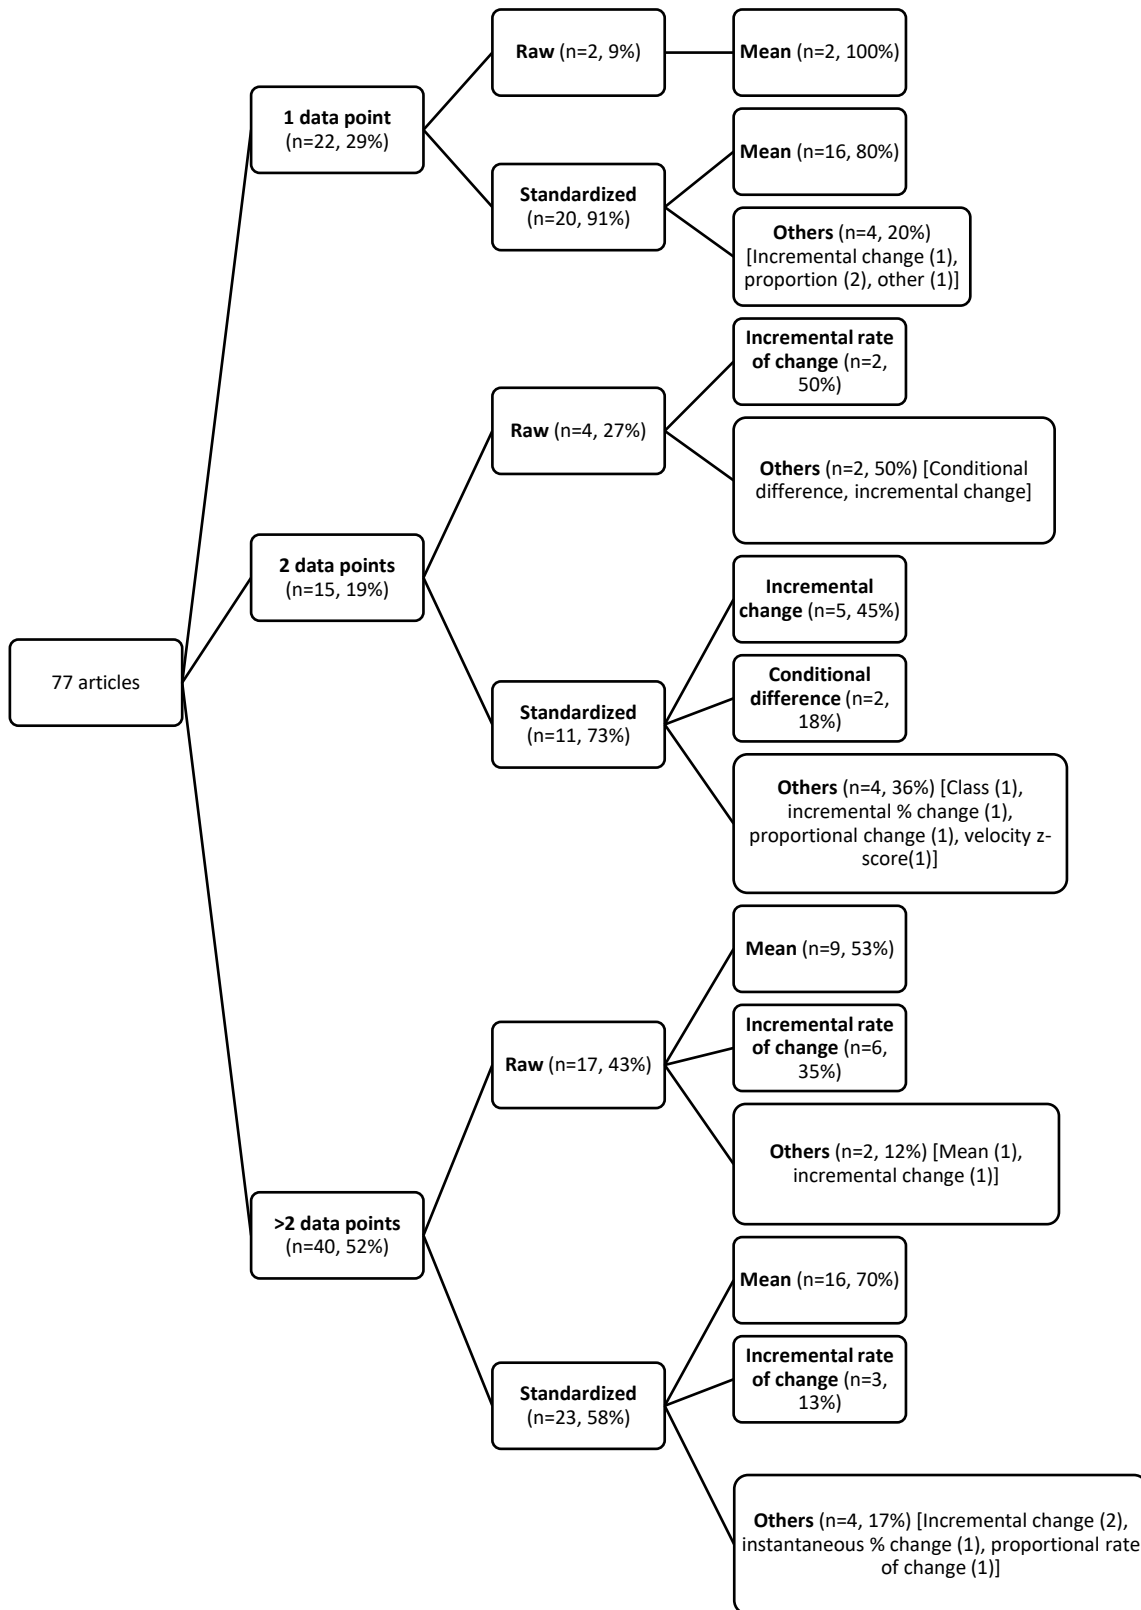 77 articles
1 data point
(n=22, 29%)
Raw (n=2, 9%)
Mean (n=2, 100%)
Standardized
(n=20, 91%)
Mean (n=16, 80%)
Others (n=4, 20%)
[Incremental change (1),
proportion (2), other (1)]
2 data points
(n=15, 19%)
Raw (n=4, 27%)
Incremental rate
of change (n=2,
50%)
Others (n=2, 50%) [Conditional
difference, incremental change]
Standardized
(n=11, 73%)
Incremental
change (n=5, 45%)
Conditional
difference (n=2,
18%)
Others (n=4, 36%) [Class (1),
incremental % change (1),
proportional change (1), velocity z-
score(1)]
>2 data points
(n=40, 52%)
Raw (n=17, 43%)
Mean (n=9, 53%)
Incremental rate
of change (n=6,
35%)
Others (n=2, 12%) [Mean (1),
incremental change (1)]
Standardized
(n=23, 58%)
Mean (n=16, 70%)
Incremental rate
of change (n=3,
13%)
Others (n=4, 17%) [Incremental change (2),
instantaneous % change (1), proportional rate
of change (1)]